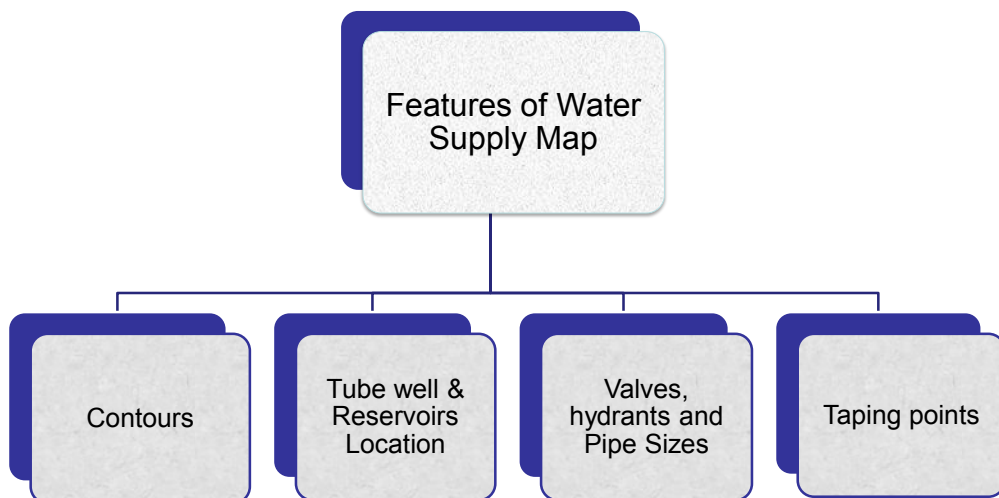 Features of Water
Supply Map
Contours
Tube well &
Reservoirs
Location
Valves,
hydrants and
Pipe Sizes
Taping points